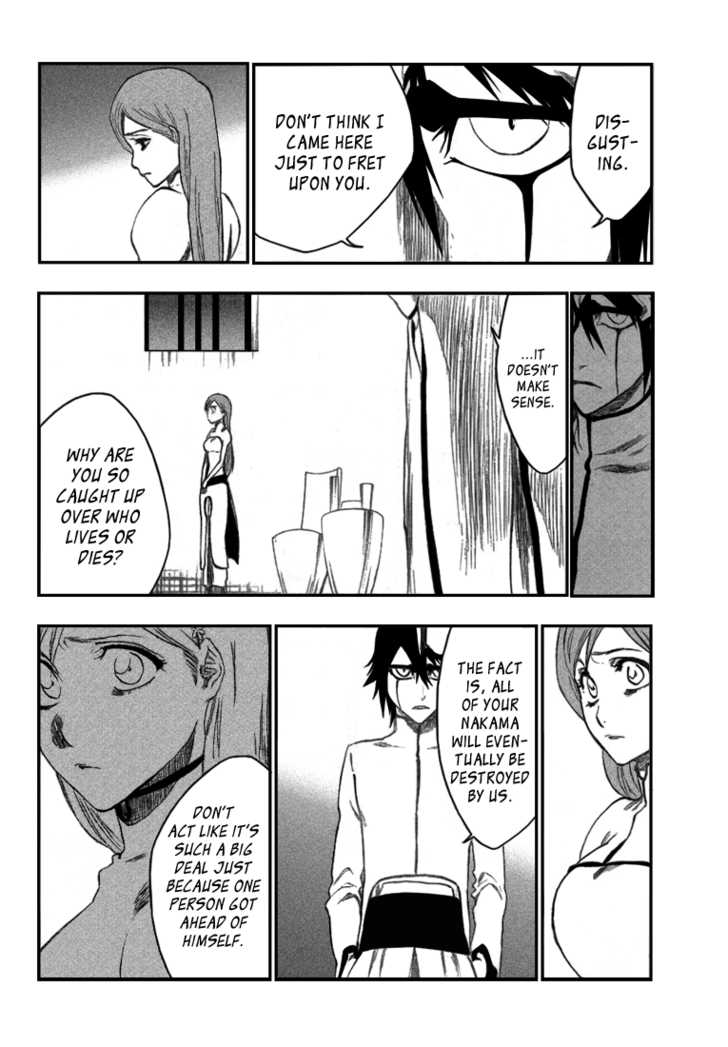 DIS-
GUST-
ING.
DON'T THINK I
CAME HERE
JUST TO FRET
UPON YOU.
...IT
DOESN'T
MAKE
SENSE.
WHY ARE
YOU SO
CAUGHT UP
OVER WHO
LIVES OR
DIES?
THE FACT
IS, ALL
OF YOUR
NAKAMA
WILL EVEN-
TUALLY BE
DESTROYED
BY US.
DON'T
ACT LIKE IT'S
SUCH A BIG
DEAL JUST
BECAUSE ONE
PERSON GOT
AHEAD OF
HIMSELF.